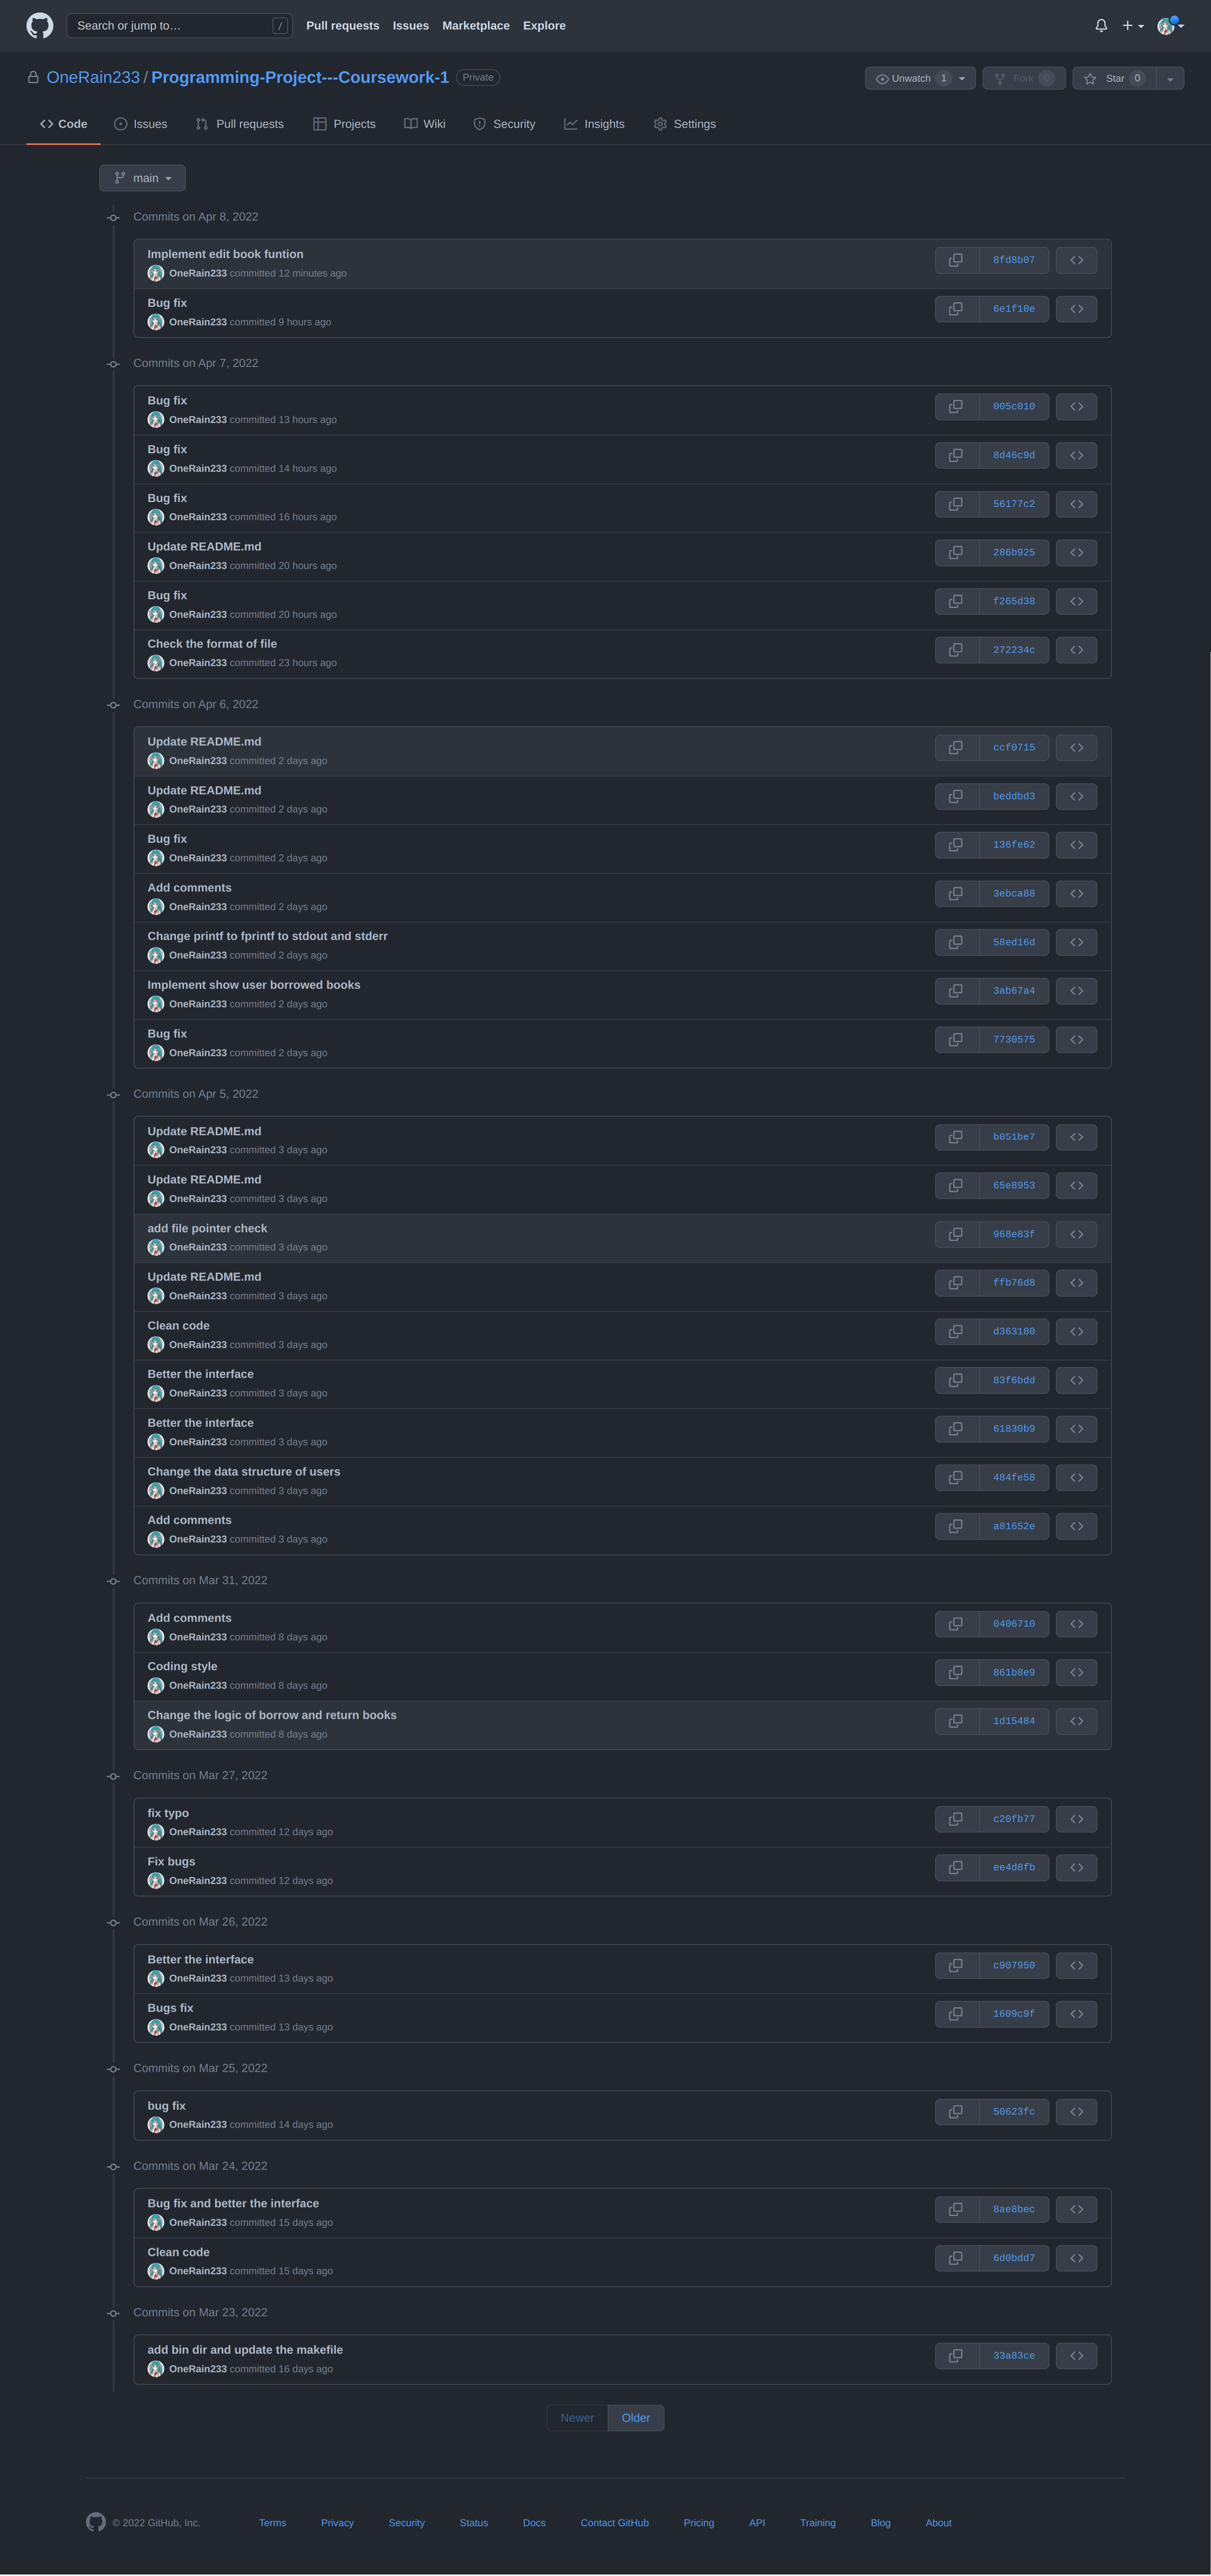 Search or jump to… /
Pull requests Issues Marketplace Explore
OneRain233 / Programming-Project---Coursework-1 Private
Unwatch 1 Fork 0 Star 0
Code Issues Pull requests Projects Wiki Security Insights Settings
main
Commits on Apr 8, 2022
Implement edit book funtion
OneRain233 committed 12 minutes ago
8fd8b07
Bug fix
OneRain233 committed 9 hours ago
6e1f10e
Commits on Apr 7, 2022
Bug fix
OneRain233 committed 13 hours ago
005c010
Bug fix
OneRain233 committed 14 hours ago
8d46c9d
Bug fix
OneRain233 committed 16 hours ago
56177c2
Update README.md
OneRain233 committed 20 hours ago
286b925
Bug fix
OneRain233 committed 20 hours ago
f265d38
Check the format of file
OneRain233 committed 23 hours ago
272234c
Commits on Apr 6, 2022
Update README.md
OneRain233 committed 2 days ago
ccf0715
Update README.md
OneRain233 committed 2 days ago
beddbd3
Bug fix
OneRain233 committed 2 days ago
136fe62
Add comments
OneRain233 committed 2 days ago
3ebca88
Change printf to fprintf to stdout and stderr
OneRain233 committed 2 days ago
58ed16d
Implement show user borrowed books
OneRain233 committed 2 days ago
3ab67a4
Bug fix
OneRain233 committed 2 days ago
7730575
Commits on Apr 5, 2022
Update README.md
OneRain233 committed 3 days ago
b051be7
Update README.md
OneRain233 committed 3 days ago
65e8953
add file pointer check
OneRain233 committed 3 days ago
968e83f
Update README.md
OneRain233 committed 3 days ago
ffb76d8
Clean code
OneRain233 committed 3 days ago
d363180
Better the interface
OneRain233 committed 3 days ago
83f6bdd
Better the interface
OneRain233 committed 3 days ago
61830b9
Change the data structure of users
OneRain233 committed 3 days ago
484fe58
Add comments
OneRain233 committed 3 days ago
a81652e
Commits on Mar 31, 2022
Add comments
OneRain233 committed 8 days ago
0406710
Coding style
OneRain233 committed 8 days ago
861b8e9
Change the logic of borrow and return books
OneRain233 committed 8 days ago
1d15484
Commits on Mar 27, 2022
fix typo
OneRain233 committed 12 days ago
c20fb77
Fix bugs
OneRain233 committed 12 days ago
ee4d8fb
Commits on Mar 26, 2022
Better the interface
OneRain233 committed 13 days ago
c907950
Bugs fix
OneRain233 committed 13 days ago
1609c9f
Commits on Mar 25, 2022
bug fix
OneRain233 committed 14 days ago
50623fc
Commits on Mar 24, 2022
Bug fix and better the interface
OneRain233 committed 15 days ago
8ae8bec
Clean code
OneRain233 committed 15 days ago
6d0bdd7
Commits on Mar 23, 2022
add bin dir and update the makefile
OneRain233 committed 16 days ago
33a83ce
Newer Older
© 2022 GitHub, Inc. Terms Privacy Security Status Docs Contact GitHub Pricing API Training Blog About